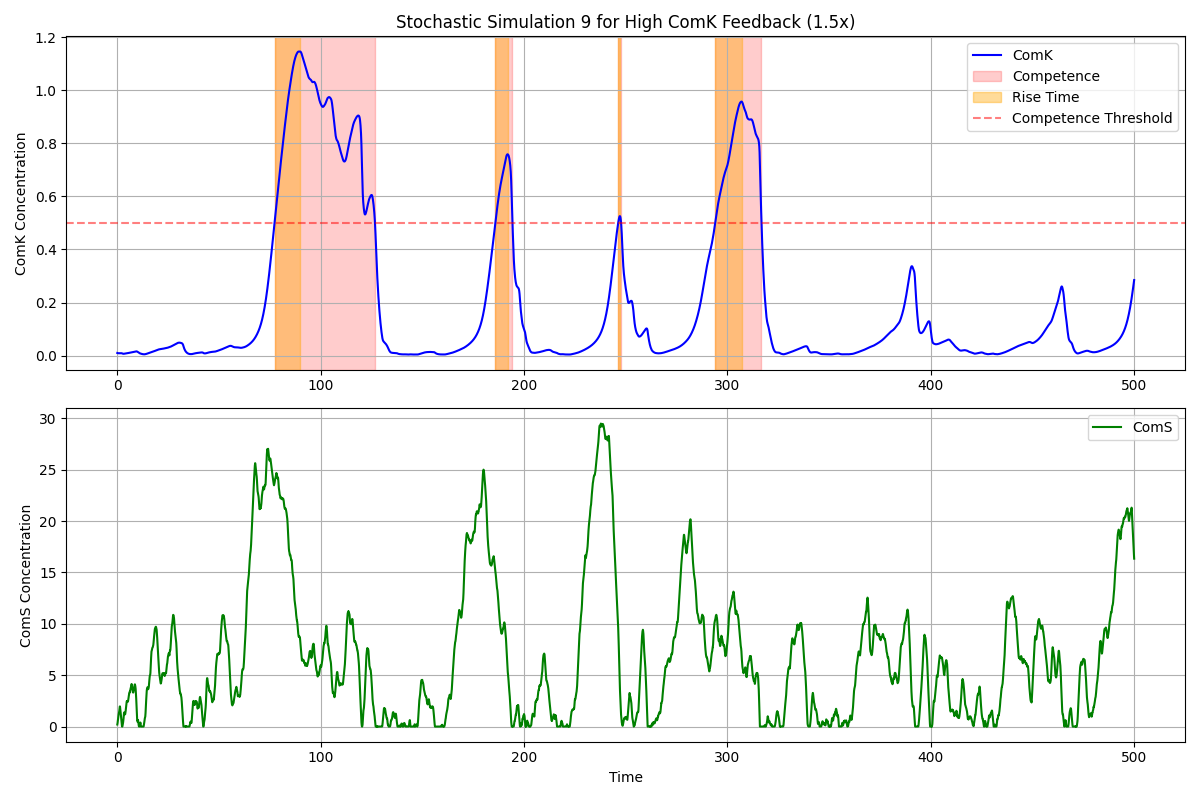 Stochastic Simulation 9 for High ComK Feedback (1.5x)
ComK Concentration
1.2
1.0
0.8
0.6
0.4
0.2
0.0
ComK
Competence
Rise Time
Competence Threshold
0 100 200 300 400 500
ComS Concentration
30
25
20
15
10
5
0
ComS
0 100 200 300 400 500
Time